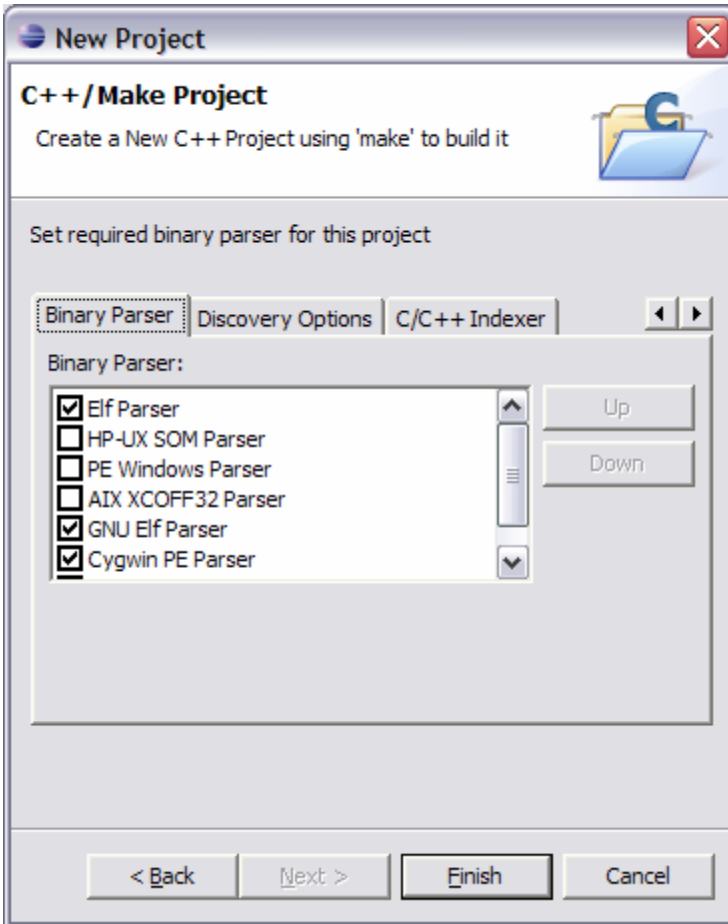 New Project
C++/Make Project
Create a New C++ Project using 'make' to build it
Set required binary parser for this project
Binary Parser Discovery Options C/C++ Indexer
Binary Parser:
Elf Parser
HP-UX SOM Parser
PE Windows Parser
AIX XCOFF32 Parser
GNU Elf Parser
Cygwin PE Parser
Up
Down
< Back Next > Finish Cancel